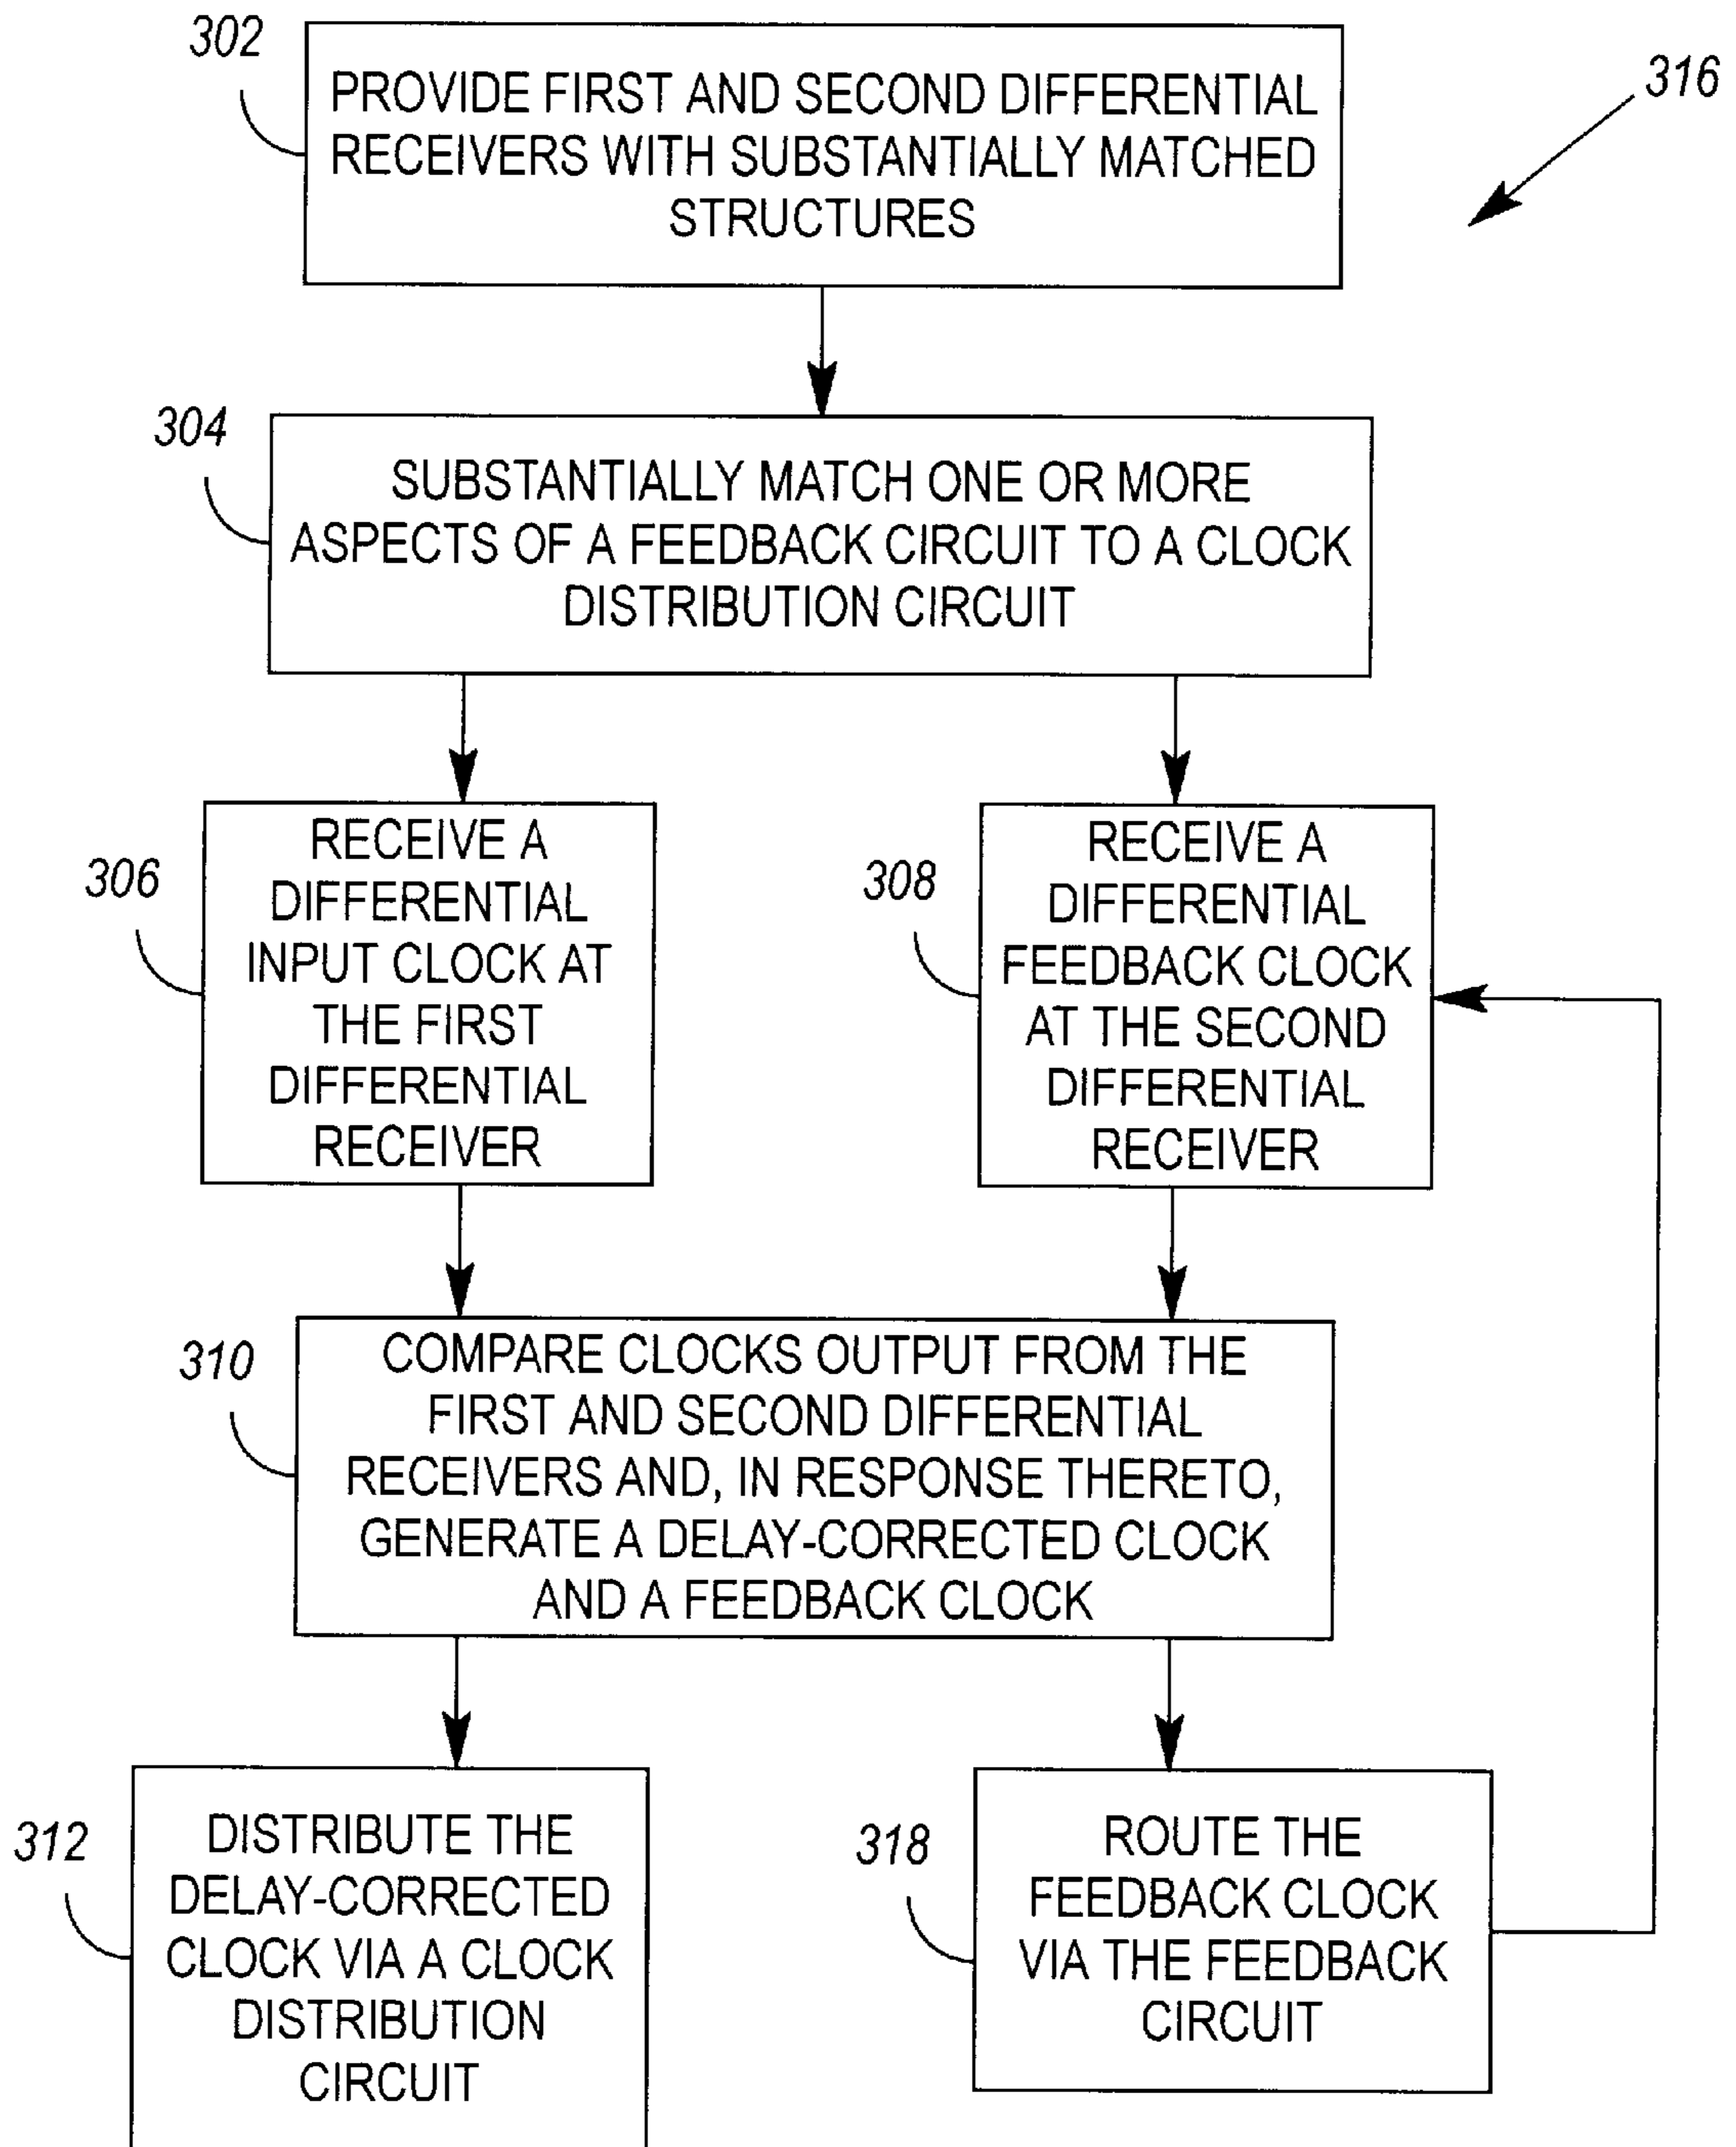 302
PROVIDE FIRST AND SECOND DIFFERENTIAL
RECEIVERS WITH SUBSTANTIALLY MATCHED
STRUCTURES
316
304
SUBSTANTIALLY MATCH ONE OR MORE
ASPECTS OF A FEEDBACK CIRCUIT TO A CLOCK
DISTRIBUTION CIRCUIT
306
RECEIVE A
DIFFERENTIAL
INPUT CLOCK AT
THE FIRST
DIFFERENTIAL
RECEIVER
308
RECEIVE A
DIFFERENTIAL
FEEDBACK CLOCK
AT THE SECOND
DIFFERENTIAL
RECEIVER
310
COMPARE CLOCKS OUTPUT FROM THE
FIRST AND SECOND DIFFERENTIAL
RECEIVERS AND, IN RESPONSE THERETO,
GENERATE A DELAY-CORRECTED CLOCK
AND A FEEDBACK CLOCK
312
DISTRIBUTE THE
DELAY-CORRECTED
CLOCK VIA A CLOCK
DISTRIBUTION
CIRCUIT
318
ROUTE THE
FEEDBACK CLOCK
VIA THE FEEDBACK
CIRCUIT